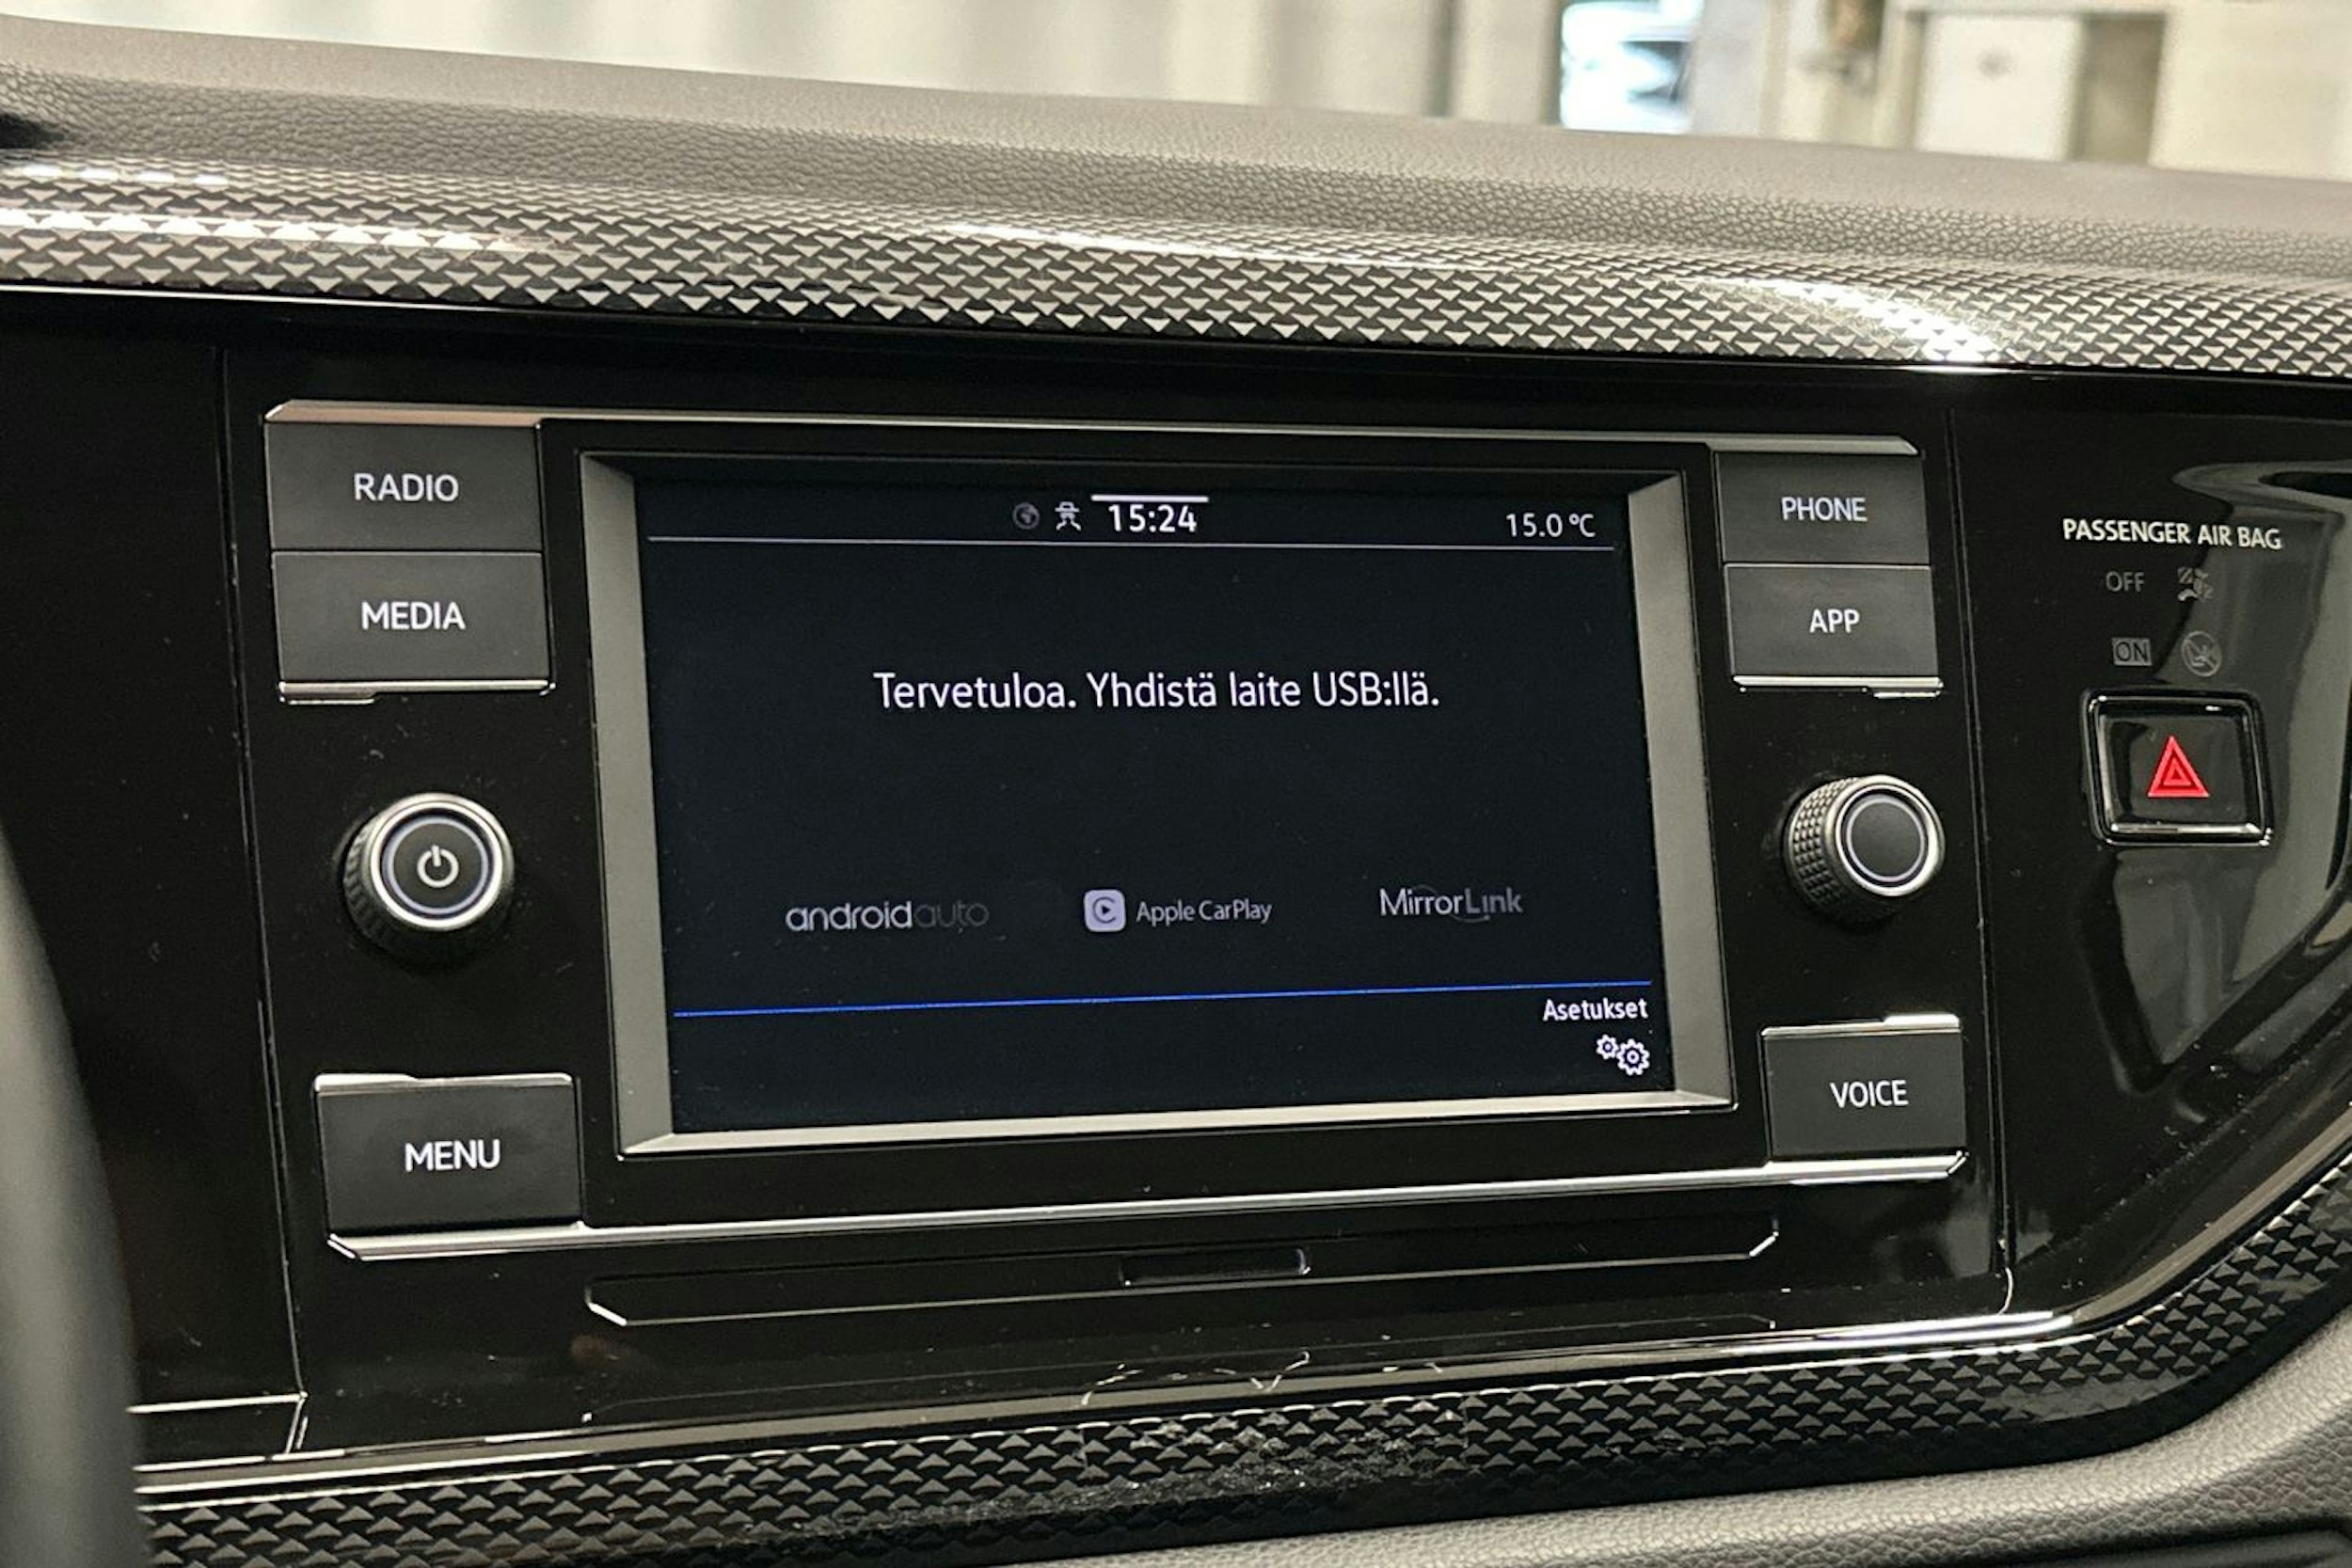 RADIO
MEDIA
MENU
15:24
15.0 °C
Tervetuloa. Yhdistä laite USB:llä.
androidauto
Apple CarPlay
MirrorLink
Asetukset
PHONE
APP
VOICE
PASSENGER AIR BAG
OFF
ON